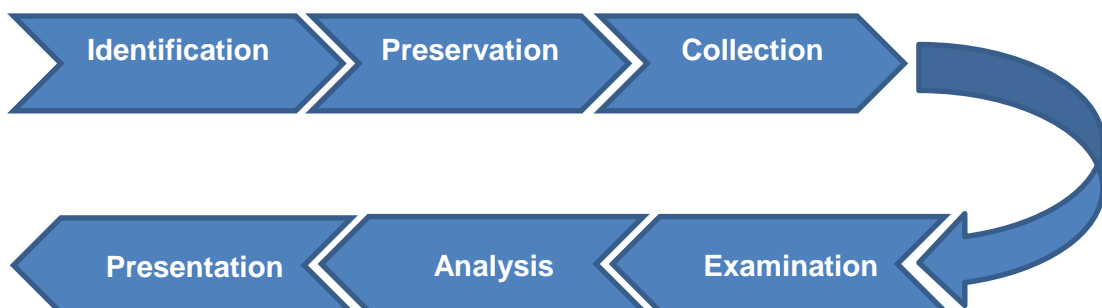 Identification
Preservation
Collection
Examination
Analysis
Presentation